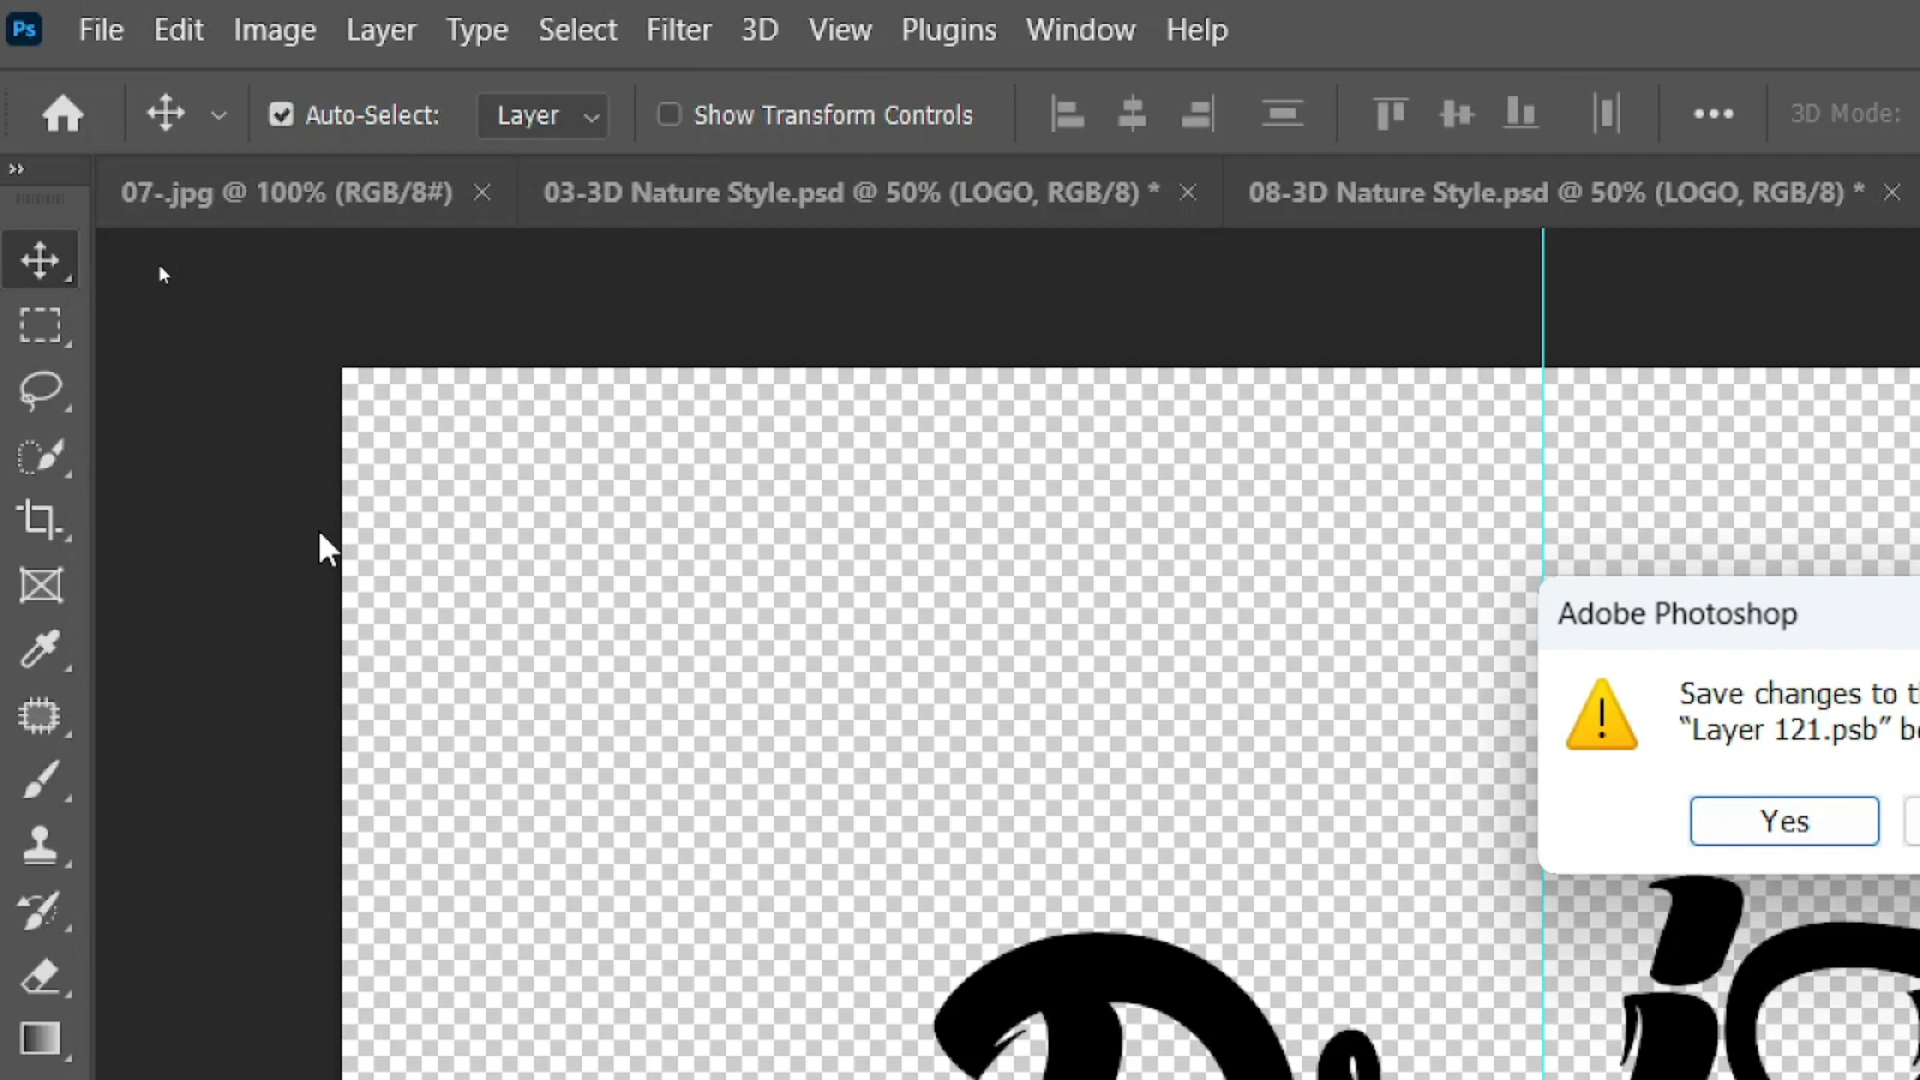 Ps File Edit Image Layer Type Select Filter 3D View Plugins Window Help
Auto-Select: Layer Show Transform Controls 3D Mode:
07-.jpg @ 100% (RGB/8#) 03-3D Nature Style.psd @ 50% (LOGO, RGB/8) * 08-3D Nature Style.psd @ 50% (LOGO, RGB/8) *
Adobe Photoshop
Save changes to
“Layer 121.psb”
Yes